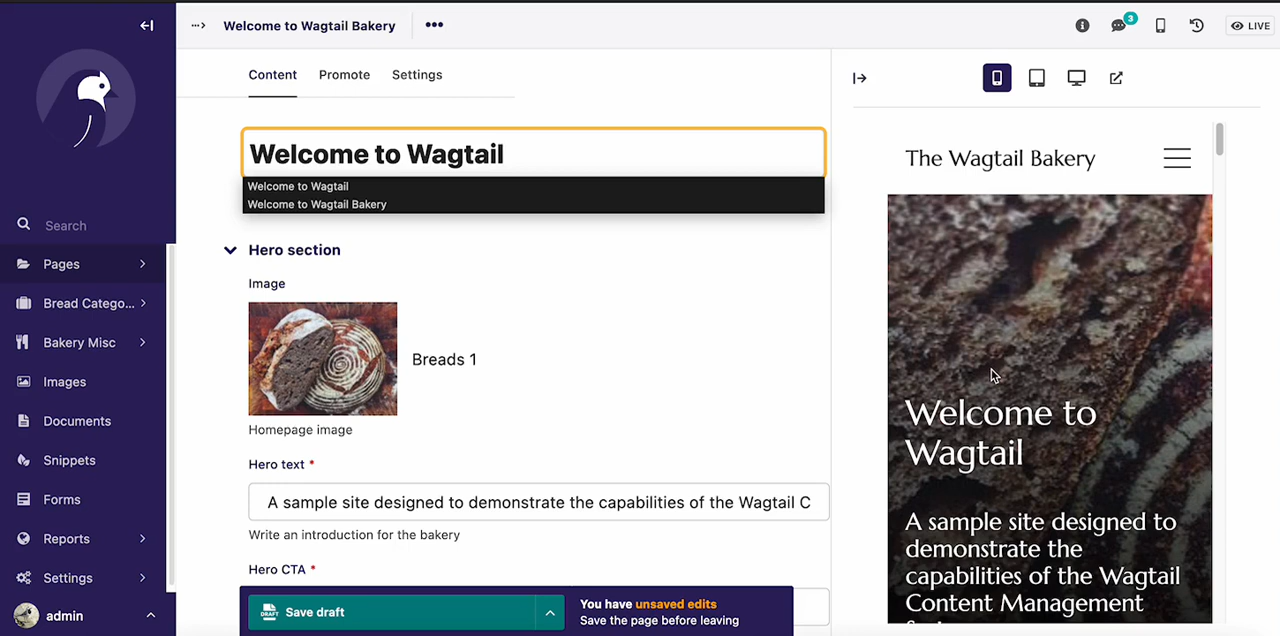 Welcome to Wagtail Bakery
3
LIVE
Search
Pages
Bread Catego...
Bakery Misc
Images
Documents
Snippets
Forms
Reports
Settings
admin
Content Promote Settings
Welcome to Wagtail
Welcome to Wagtail
Welcome to Wagtail Bakery
Hero section
Image
Breads 1
Homepage image
Hero text *
A sample site designed to demonstrate the capabilities of the Wagtail C
Write an introduction for the bakery
Hero CTA *
DRAFT Save draft
You have unsaved edits
Save the page before leaving
The Wagtail Bakery
Welcome to
Wagtail
A sample site designed to
demonstrate the
capabilities of the Wagtail
Content Management